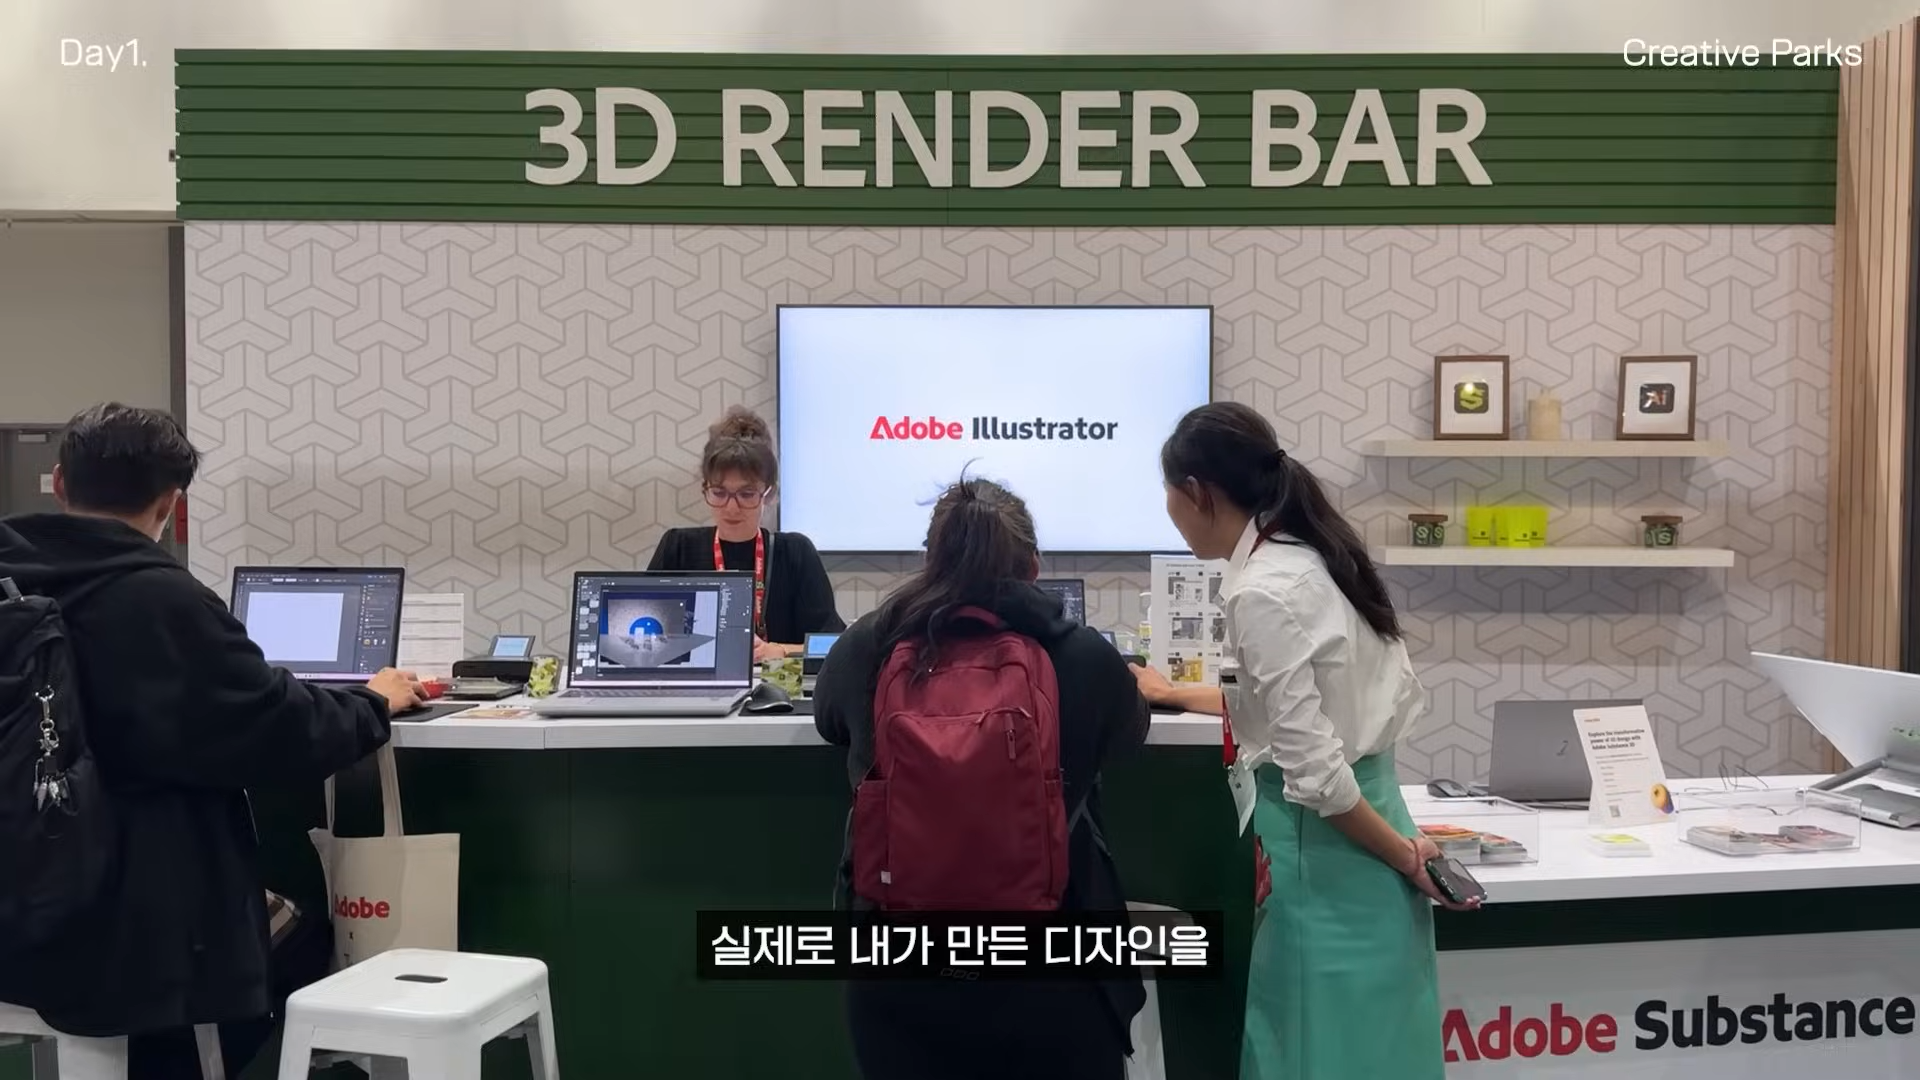 Day1.
Creative Parks
3D RENDER BAR
Adobe Illustrator
Ai
Adobe
실제로 내가 만든 디자인을
Adobe Substance